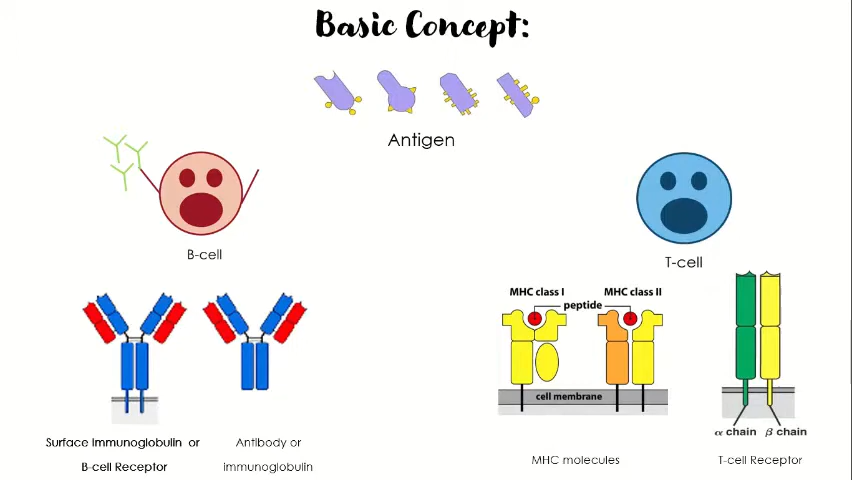 Basic Concept:
Antigen
B-cell
T-cell
MHC class I
MHC class II
peptide
cell membrane
α chain
β chain
Surface Immunoglobulin or
B-cell Receptor
Antibody or
immunoglobulin
MHC molecules
T-cell Receptor